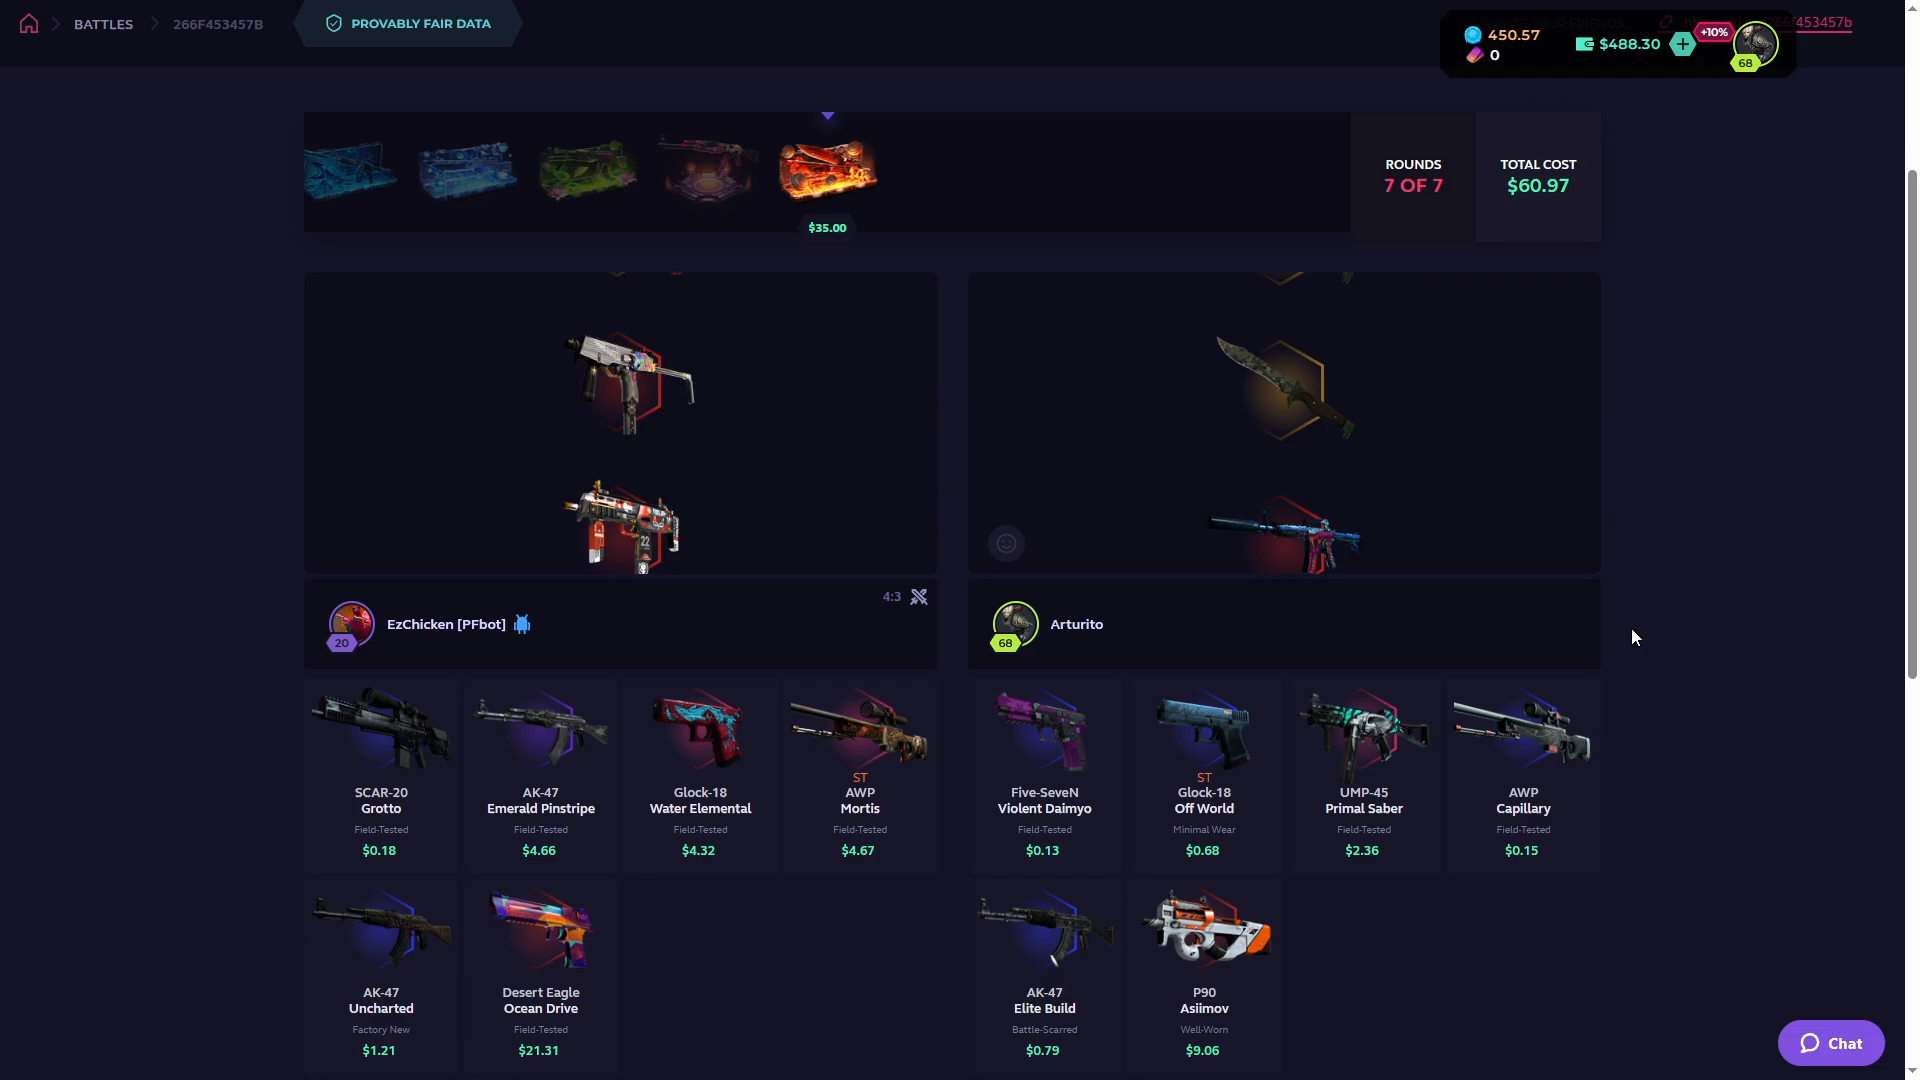 BATTLES
266F453457B
PROVABLY FAIR DATA
453457b
450.57
0
$488.30
+10%
68
ROUNDS
7 OF 7
TOTAL COST
$60.97
$35.00
4:3
EzChicken [PFbot]
20
Arturito
68
SCAR-20
Grotto
Field-Tested
$0.18
AK-47
Emerald Pinstripe
Field-Tested
$4.66
Glock-18
Water Elemental
Field-Tested
$4.32
ST
AWP
Mortis
Field-Tested
$4.67
Five-SeveN
Violent Daimyo
Field-Tested
$0.13
ST
Glock-18
Off World
Minimal Wear
$0.68
UMP-45
Primal Saber
Field-Tested
$2.36
AWP
Capillary
Field-Tested
$0.15
AK-47
Uncharted
Factory New
$1.21
Desert Eagle
Ocean Drive
Field-Tested
$21.31
AK-47
Elite Build
Battle-Scarred
$0.79
P90
Asiimov
Well-Worn
$9.06
Chat